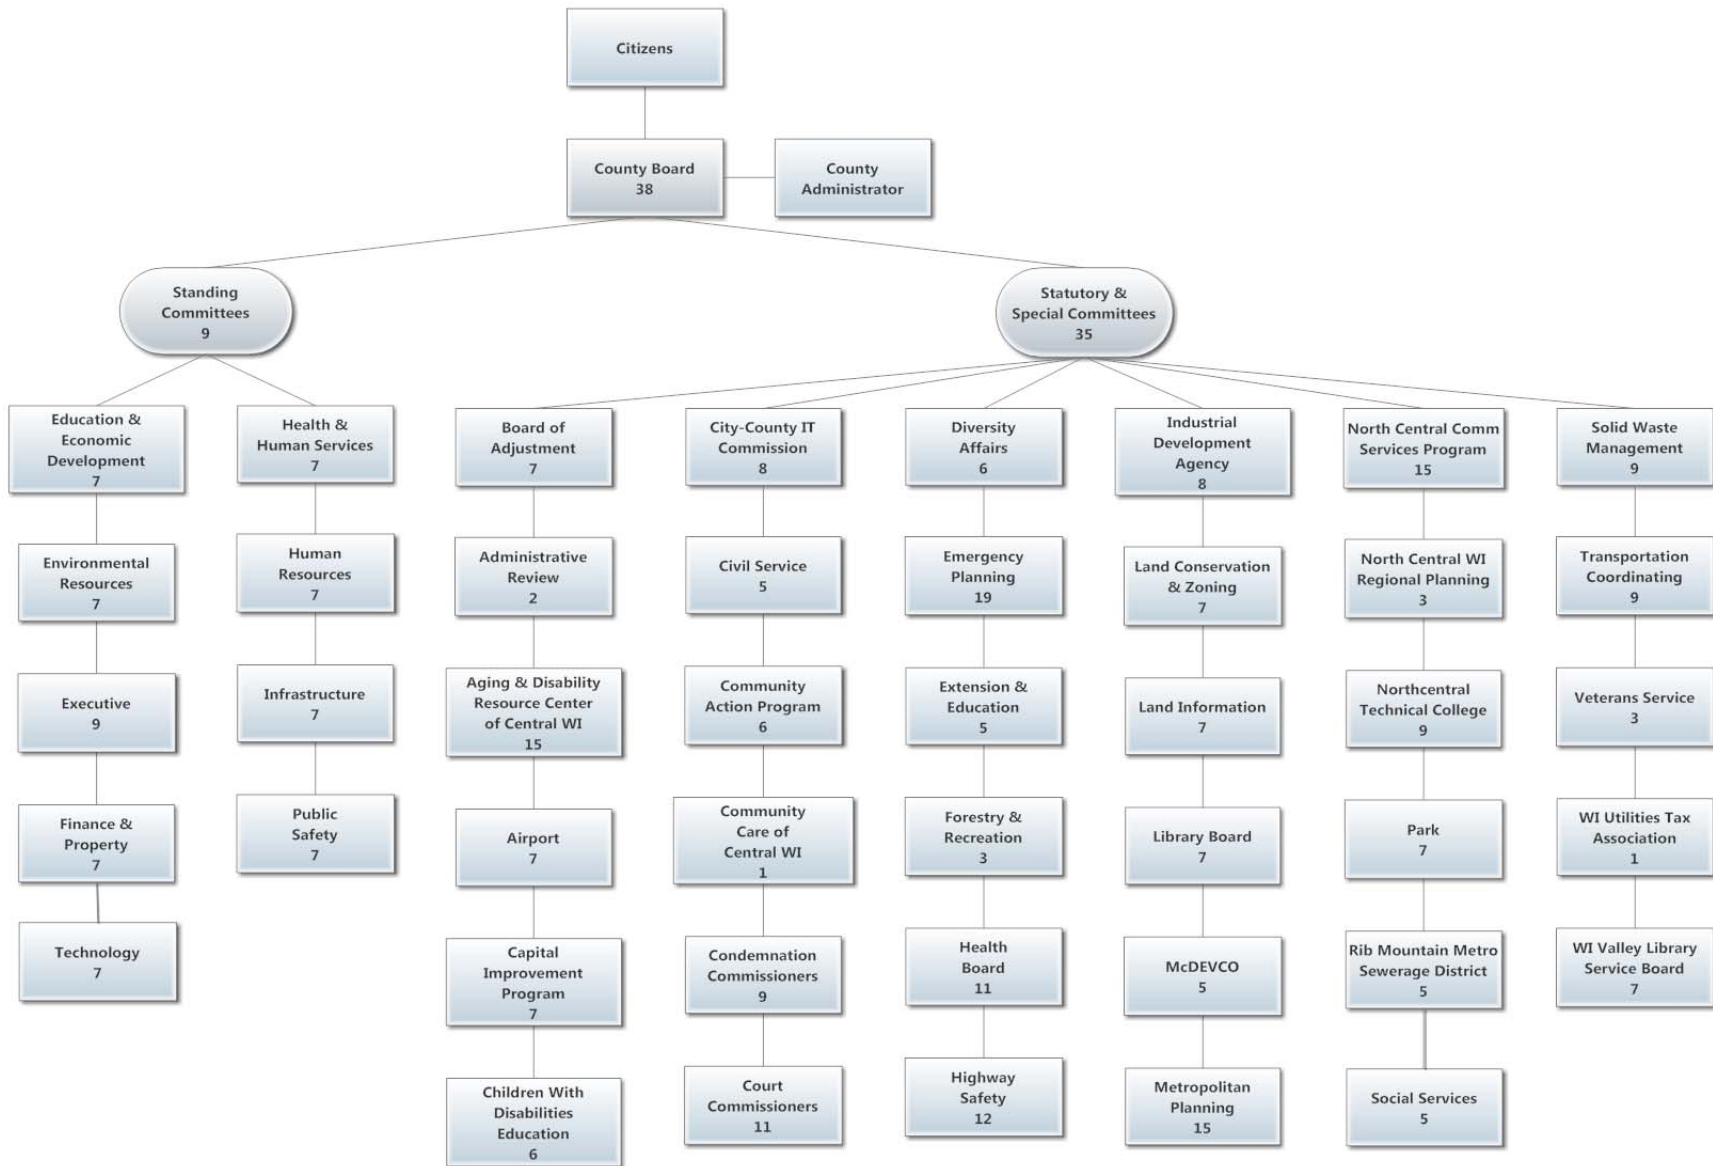 Citizens
County Board
38
County
Administrator
Standing
Committees
9
Statutory &
Special Committees
35
Education &
Economic
Development
7
Environmental
Resources
7
Executive
9
Finance &
Property
7
Technology
7
Health &
Human Services
7
Human
Resources
7
Infrastructure
7
Public
Safety
7
Board of
Adjustment
7
Administrative
Review
2
Aging & Disability
Resource Center
of Central WI
15
Airport
7
Capital
Improvement
Program
7
Children With
Disabilities
Education
6
City-County IT
Commission
8
Civil Service
5
Community
Action Program
6
Community
Care of
Central WI
1
Condemnation
Commissioners
9
Court
Commissioners
11
Diversity
Affairs
6
Emergency
Planning
19
Extension &
Education
5
Forestry &
Recreation
3
Health
Board
11
Highway
Safety
12
Industrial
Development
Agency
8
Land Conservation
& Zoning
7
Land Information
7
Library Board
7
McDEVCO
5
Metropolitan
Planning
15
North Central Comm
Services Program
15
North Central WI
Regional Planning
3
Northcentral
Technical College
9
Park
7
Rib Mountain Metro
Sewerage District
5
Social Services
5
Solid Waste
Management
9
Transportation
Coordinating
9
Veterans Service
3
WI Utilities Tax
Association
1
WI Valley Library
Service Board
7